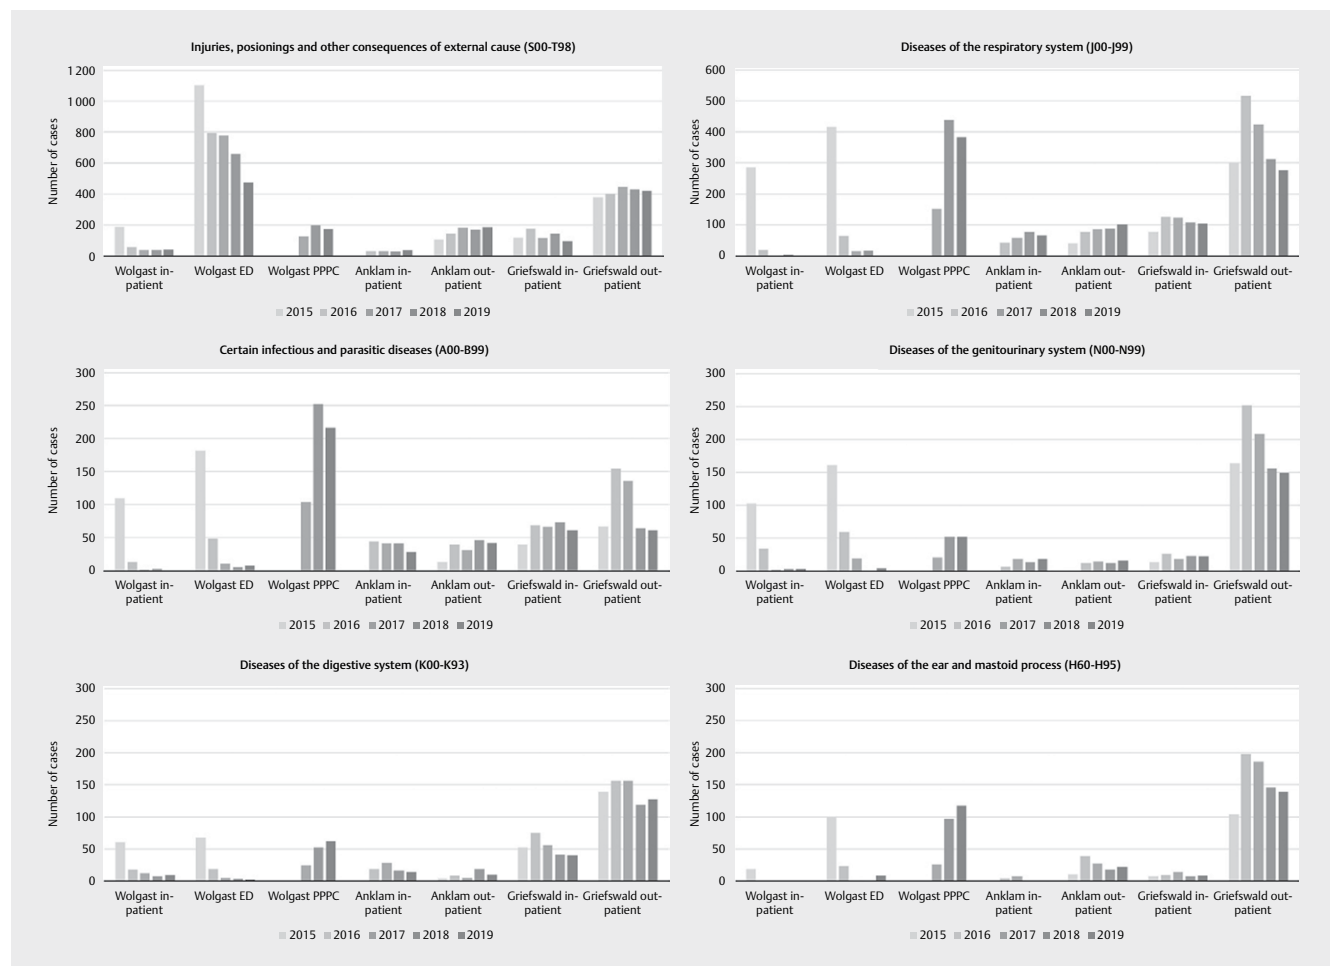 Injuries, posionings and other consequences of external cause (S00-T98)
Number of cases
1 200
1 000
800
600
400
200
0
Wolgast in-
patient
Wolgast ED
Wolgast PPPC
Anklam in-
patient
Anklam out-
patient
Griefswald in-
patient
Griefswald out-
patient
2015 2016 2017 2018 2019
Diseases of the respiratory system (J00-J99)
Number of cases
600
500
400
300
200
100
0
Wolgast in-
patient
Wolgast ED
Wolgast PPPC
Anklam in-
patient
Anklam out-
patient
Griefswald in-
patient
Griefswald out-
patient
2015 2016 2017 2018 2019
Certain infectious and parasitic diseases (A00-B99)
Number of cases
300
250
200
150
100
50
0
Wolgast in-
patient
Wolgast ED
Wolgast PPPC
Anklam in-
patient
Anklam out-
patient
Griefswald in-
patient
Griefswald out-
patient
2015 2016 2017 2018 2019
Diseases of the genitourinary system (N00-N99)
Number of cases
300
250
200
150
100
50
0
Wolgast in-
patient
Wolgast ED
Wolgast PPPC
Anklam in-
patient
Anklam out-
patient
Griefswald in-
patient
Griefswald out-
patient
2015 2016 2017 2018 2019
Diseases of the digestive system (K00-K93)
Number of cases
300
250
200
150
100
50
0
Wolgast in-
patient
Wolgast ED
Wolgast PPPC
Anklam in-
patient
Anklam out-
patient
Griefswald in-
patient
Griefswald out-
patient
2015 2016 2017 2018 2019
Diseases of the ear and mastoid process (H60-H95)
Number of cases
300
250
200
150
100
50
0
Wolgast in-
patient
Wolgast ED
Wolgast PPPC
Anklam in-
patient
Anklam out-
patient
Griefswald in-
patient
Griefswald out-
patient
2015 2016 2017 2018 2019